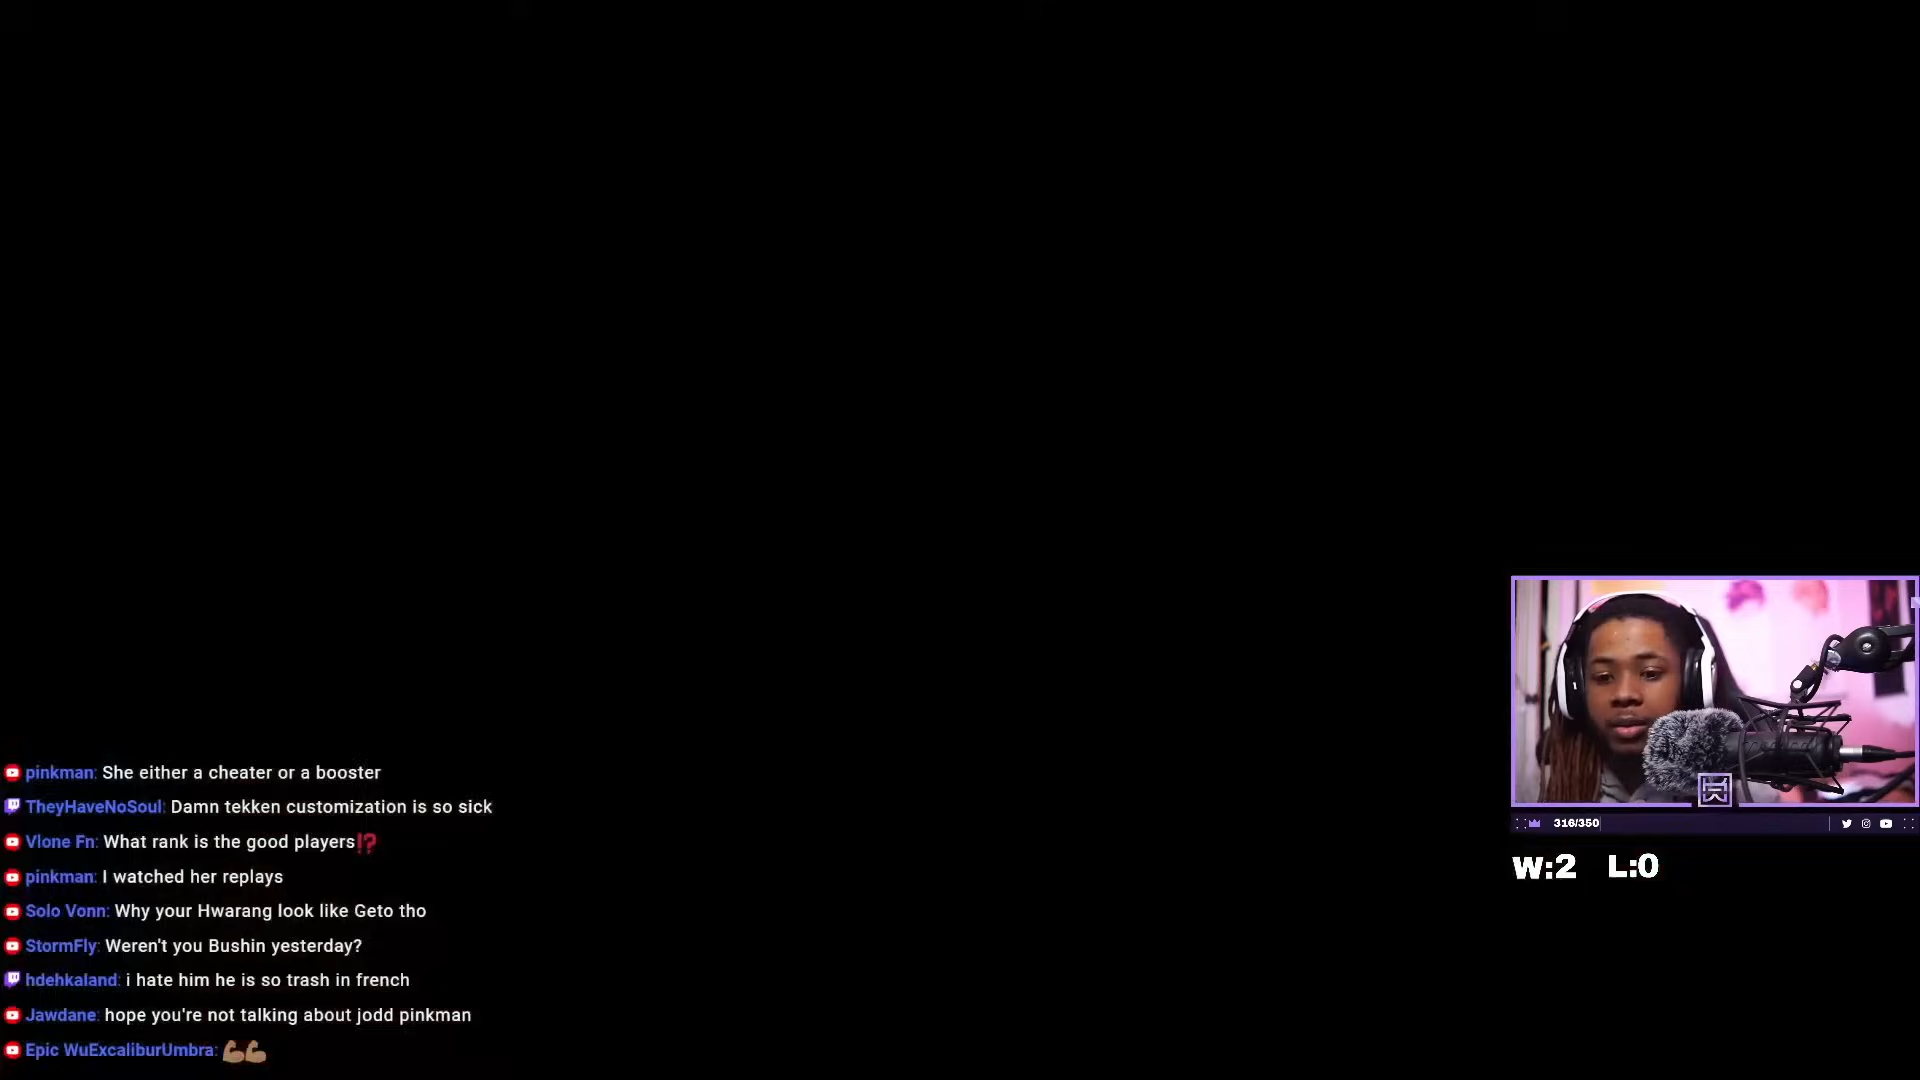 pinkman: She either a cheater or a booster
TheyHaveNoSoul: Damn tekken customization is so sick
Vlone Fn: What rank is the good players⁉️
pinkman: I watched her replays
Solo Vonn: Why your Hwarang look like Geto tho
StormFly: Weren't you Bushin yesterday?
hdehkaland: i hate him he is so trash in french
Jawdane: hope you're not talking about jodd pinkman
Epic WuExcaliburUmbra: 💪🏽💪🏽
316/350
W:2 L:0